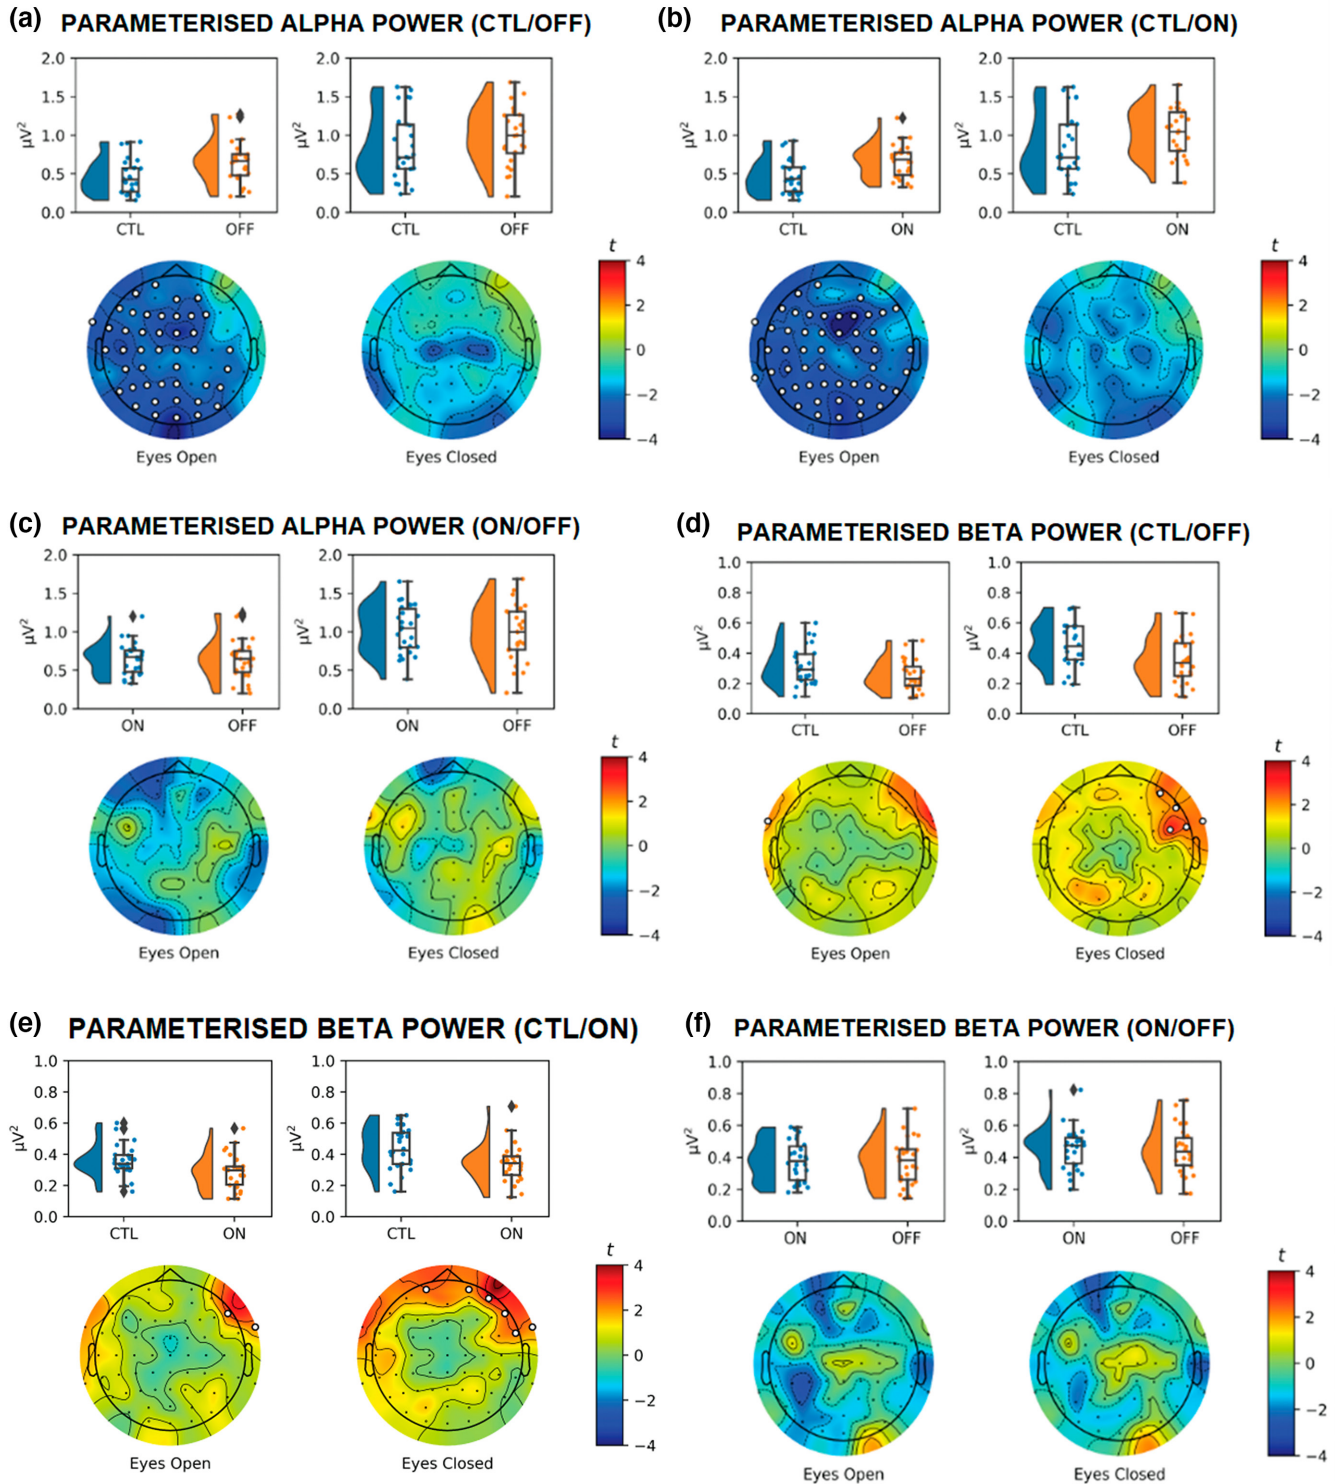 (a) PARAMETERISED ALPHA POWER (CTL/OFF)
2.0
1.5
1.0
0.5
0.0
μV²
CTL
OFF
2.0
1.5
1.0
0.5
0.0
CTL
OFF
t
4
2
0
−2
−4
Eyes Open
Eyes Closed
(b) PARAMETERISED ALPHA POWER (CTL/ON)
2.0
1.5
1.0
0.5
0.0
μV²
CTL
ON
2.0
1.5
1.0
0.5
0.0
μV²
CTL
ON
t
4
2
0
−2
−4
Eyes Open
Eyes Closed
(c) PARAMETERISED ALPHA POWER (ON/OFF)
2.0
1.5
1.0
0.5
0.0
μV²
ON
OFF
2.0
1.5
1.0
0.5
0.0
μV²
ON
OFF
t
4
2
0
−2
−4
Eyes Open
Eyes Closed
(d) PARAMETERISED BETA POWER (CTL/OFF)
1.0
0.8
0.6
0.4
0.2
0.0
μV²
CTL
OFF
1.0
0.8
0.6
0.4
0.2
0.0
μV²
CTL
OFF
t
4
2
0
−2
−4
Eyes Open
Eyes Closed
(e) PARAMETERISED BETA POWER (CTL/ON)
1.0
0.8
0.6
0.4
0.2
0.0
μV²
CTL
ON
1.0
0.8
0.6
0.4
0.2
0.0
μV²
CTL
ON
t
4
2
0
−2
−4
Eyes Open
Eyes Closed
(f) PARAMETERISED BETA POWER (ON/OFF)
1.0
0.8
0.6
0.4
0.2
0.0
μV²
ON
OFF
1.0
0.8
0.6
0.4
0.2
0.0
μV²
ON
OFF
t
4
2
0
−2
−4
Eyes Open
Eyes Closed